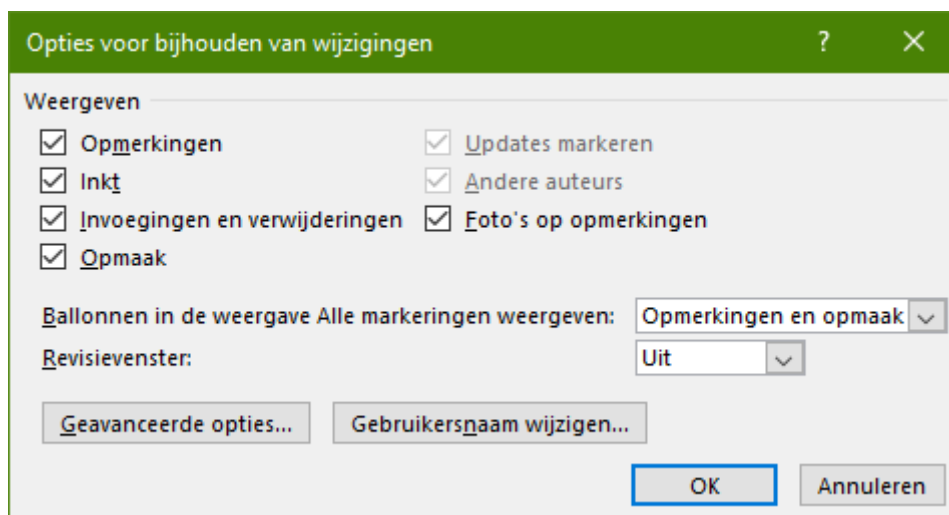 Opties voor bijhouden van wijzigingen ?
Weergeven
Opmerkingen Updates markeren
Inkt Andere auteurs
Invoegingen en verwijderingen Foto's op opmerkingen
Opmaak
Ballonnen in de weergave Alle markeringen weergeven: Opmerkingen en opmaak
Revisievenster: Uit
Geavanceerde opties... Gebruikersnaam wijzigen...
OK Annuleren